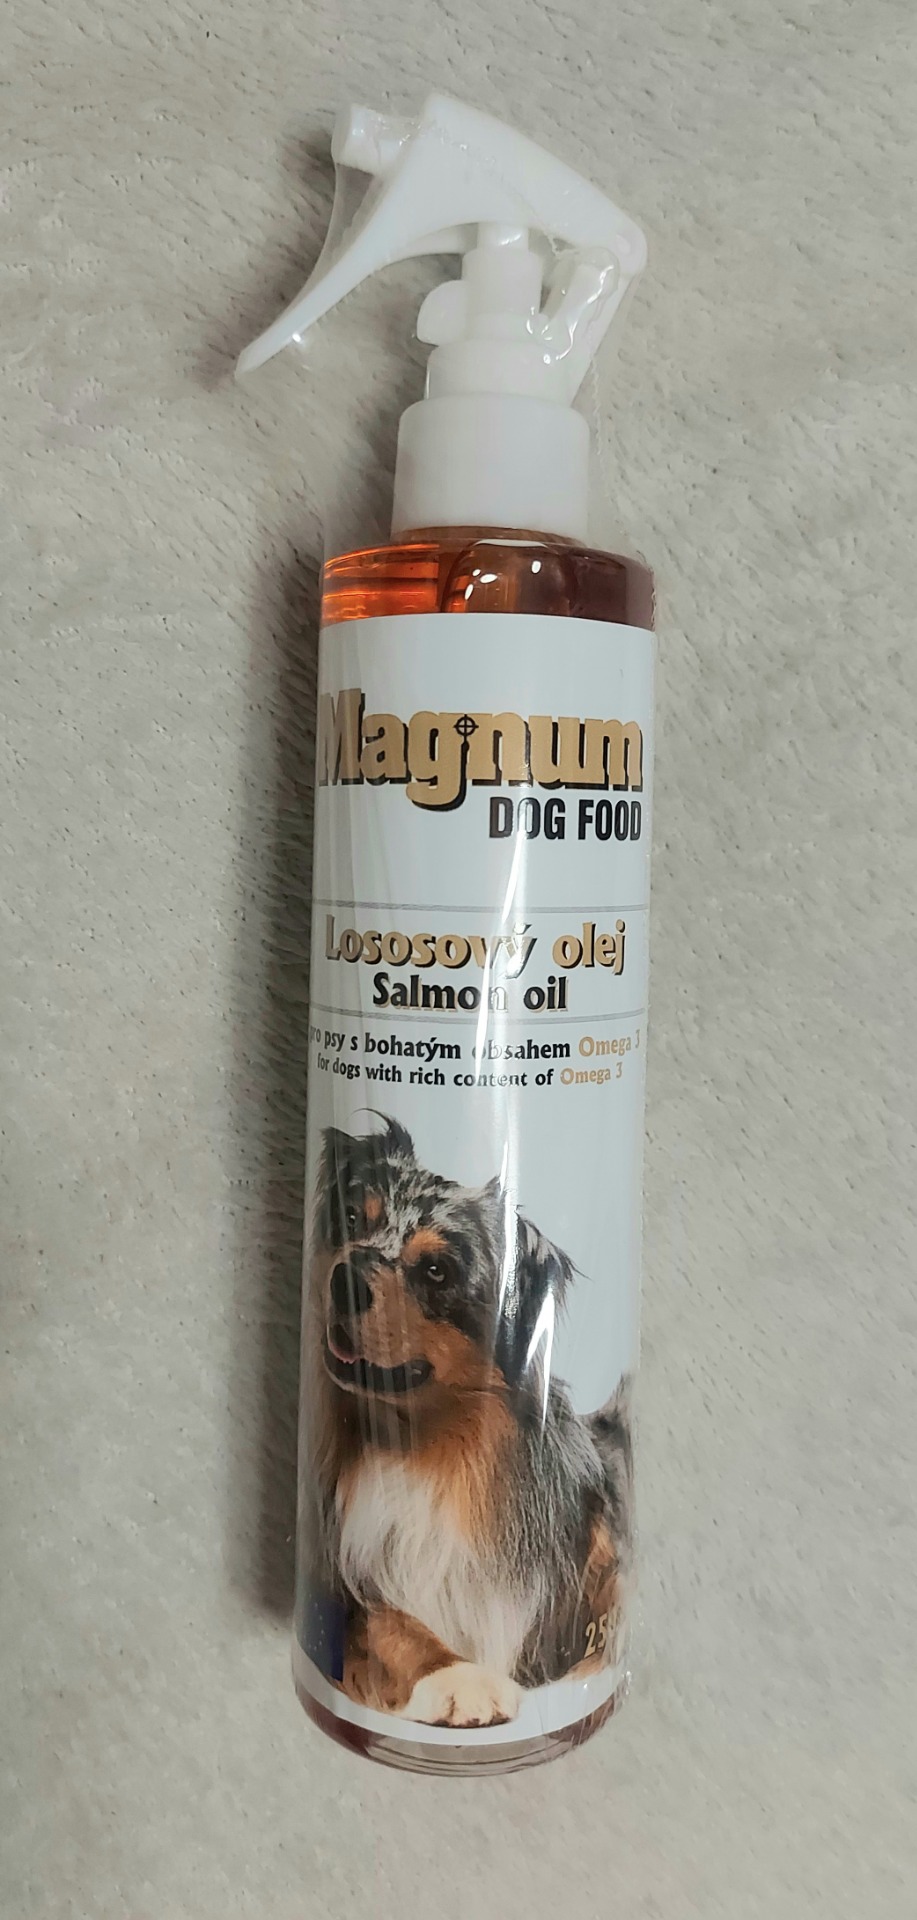 Magnum
DOG FOOD
Lososový olej
Salmon oil
pro psy s bohatým obsahem Omega 3
for dogs with rich content of Omega 3